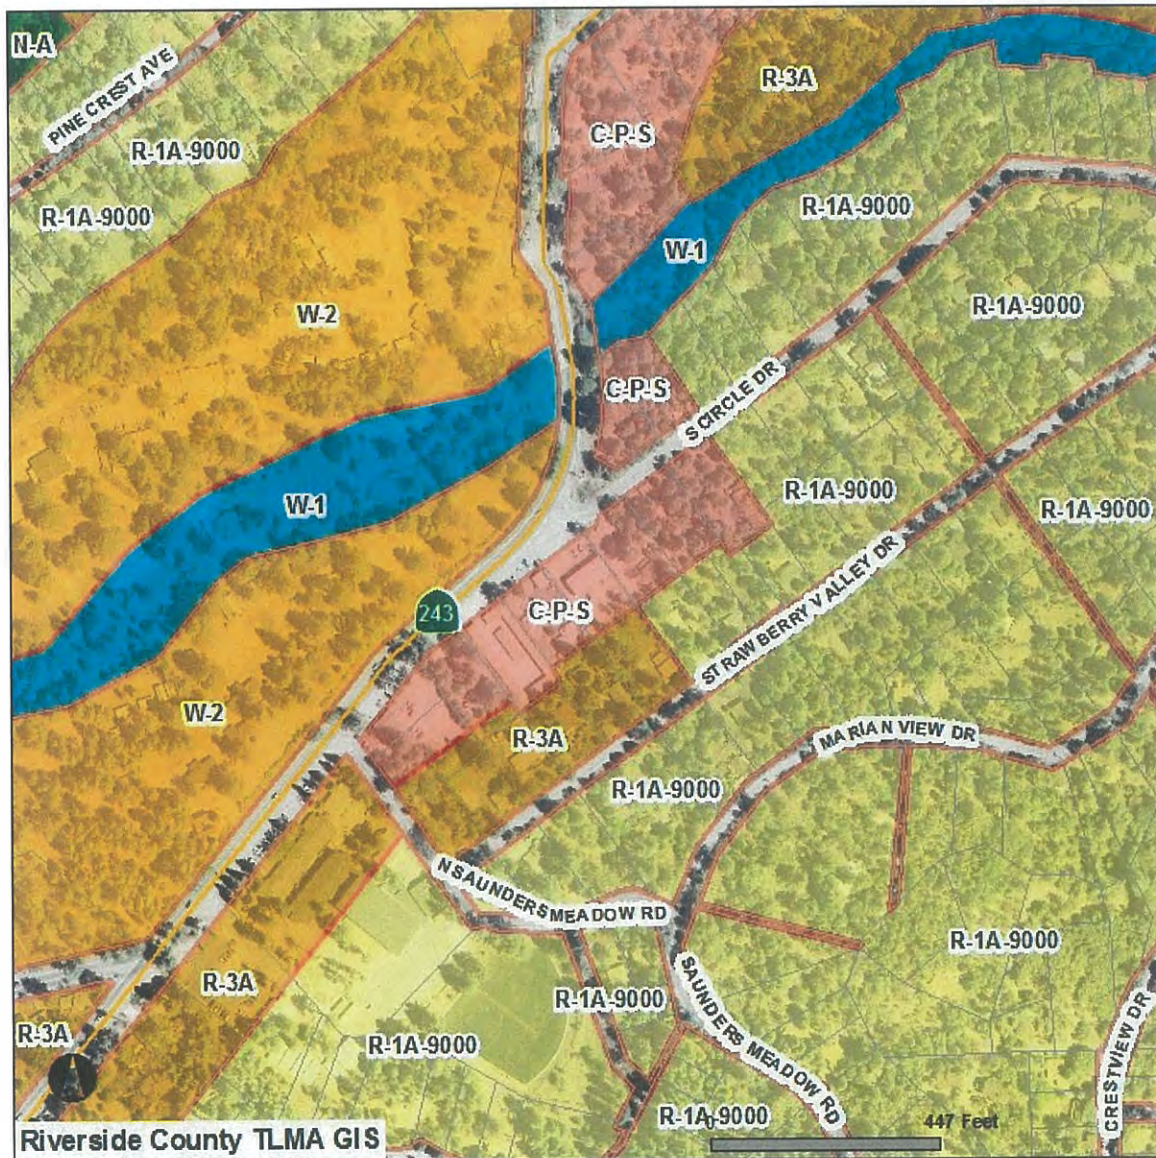 N-A
PINE CREST AVE
R-1A-9000
R-1A-9000
C-P-S
R-3A
R-1A-9000
W-1
W-2
R-1A-9000
C-P-S
S CIRCLE DR
R-1A-9000
R-1A-9000
W-1
243
C-P-S
STRAWBERRY VALLEY DR
W-2
R-3A
MARIAN VIEW DR
R-1A-9000
N SAUNDERS MEADOW RD
R-1A-9000
R-3A
R-1A-9000
SAUNDERS MEADOW RD
R-3A
R-1A-9000
CRESTVIEW DR
R-1A-9000
0
447 Feet
Riverside County TLMA GIS